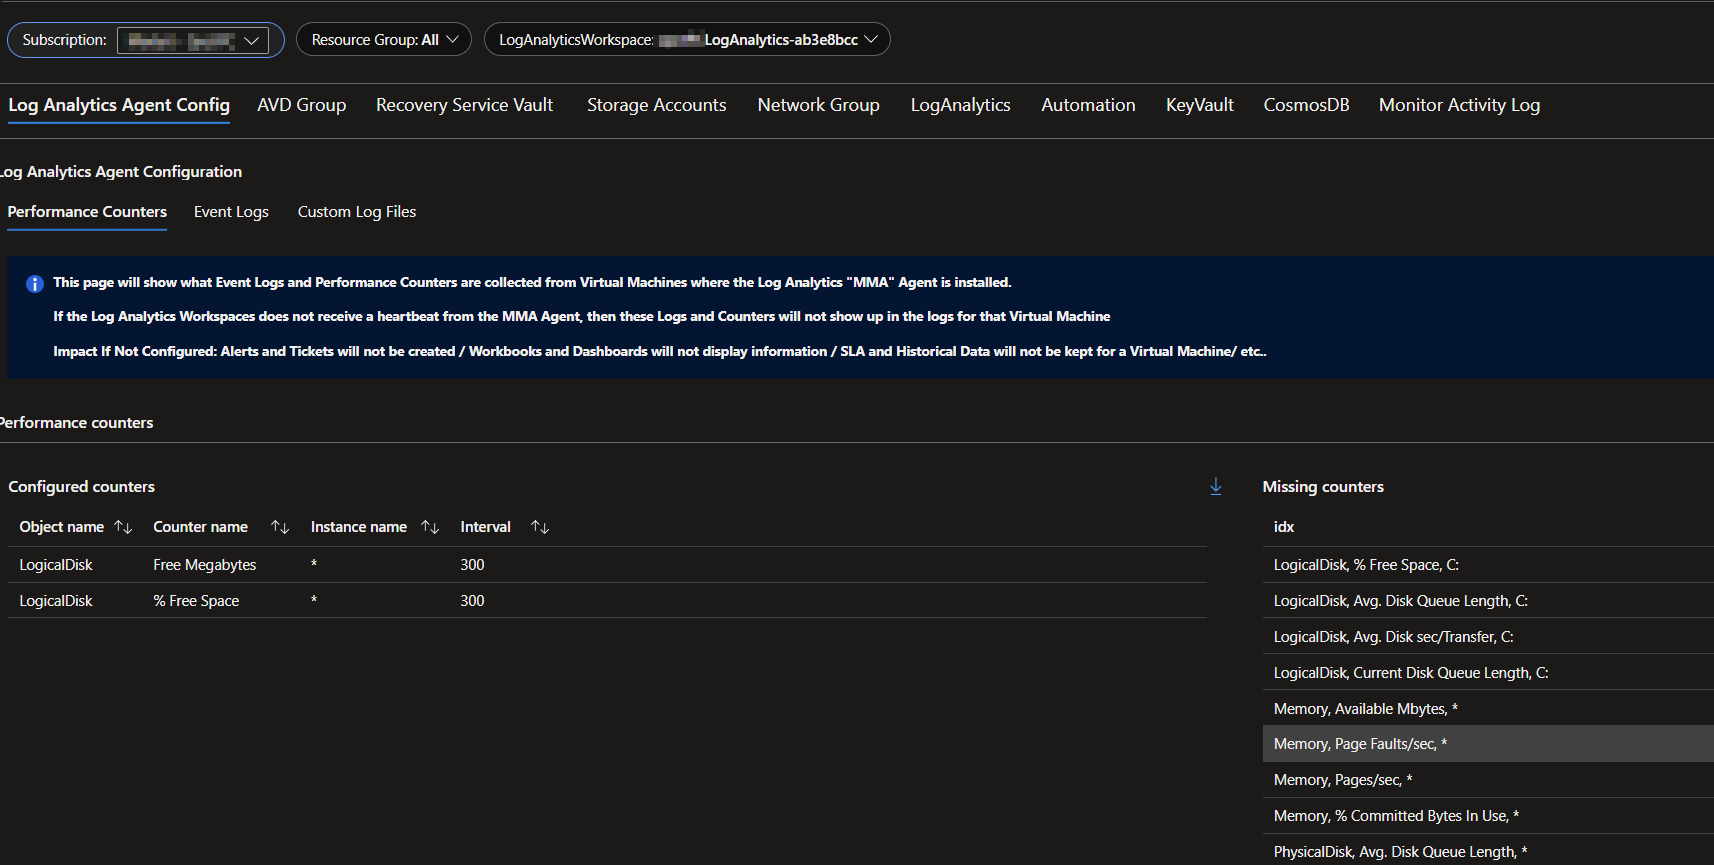 Subscription:
Resource Group: All
LogAnalyticsWorkspace: LogAnalytics-ab3e8bcc
Log Analytics Agent Config AVD Group Recovery Service Vault Storage Accounts Network Group LogAnalytics Automation KeyVault CosmosDB Monitor Activity Log
Log Analytics Agent Configuration
Performance Counters Event Logs Custom Log Files
This page will show what Event Logs and Performance Counters are collected from Virtual Machines where the Log Analytics "MMA" Agent is installed.
If the Log Analytics Workspaces does not receive a heartbeat from the MMA Agent, then these Logs and Counters will not show up in the logs for that Virtual Machine
Impact If Not Configured: Alerts and Tickets will not be created / Workbooks and Dashboards will not display information / SLA and Historical Data will not be kept for a Virtual Machine/ etc..
Performance counters
Configured counters
Object name Counter name Instance name Interval
LogicalDisk Free Megabytes * 300
LogicalDisk % Free Space * 300
Missing counters
idx
LogicalDisk, % Free Space, C:
LogicalDisk, Avg. Disk Queue Length, C:
LogicalDisk, Avg. Disk sec/Transfer, C:
LogicalDisk, Current Disk Queue Length, C:
Memory, Available Mbytes, *
Memory, Page Faults/sec, *
Memory, Pages/sec, *
Memory, % Committed Bytes In Use, *
PhysicalDisk, Avg. Disk Queue Length, *